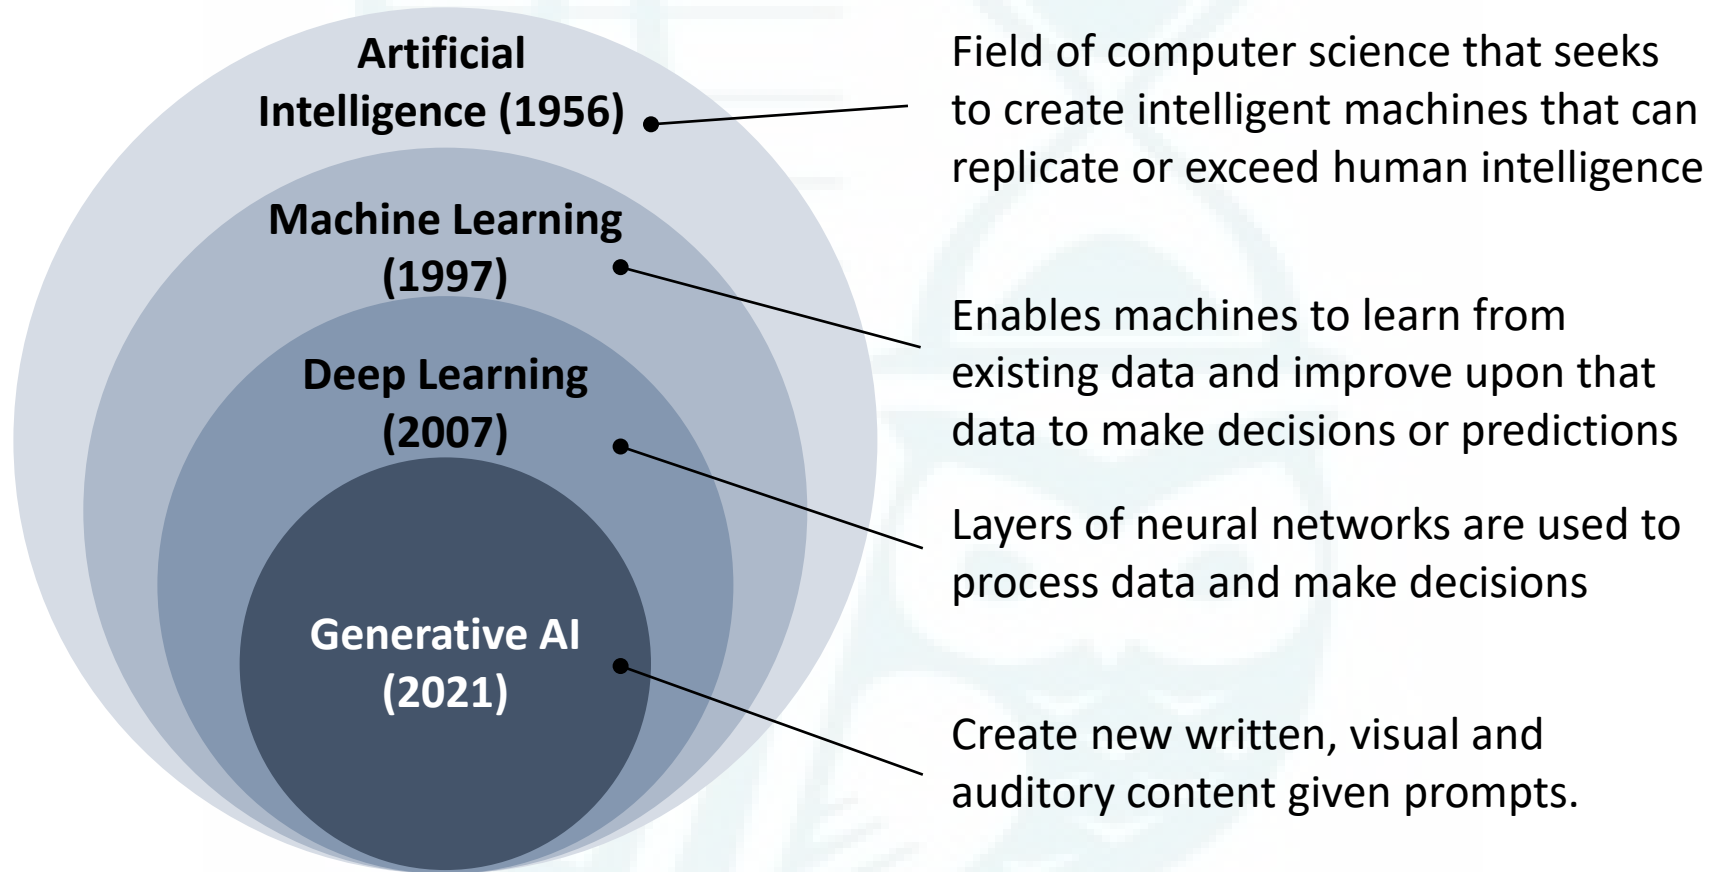 Artificial
Intelligence (1956)
Field of computer science that seeks
to create intelligent machines that can
replicate or exceed human intelligence
Machine Learning
(1997)
Enables machines to learn from
existing data and improve upon that
data to make decisions or predictions
Deep Learning
(2007)
Layers of neural networks are used to
process data and make decisions
Generative AI
(2021)
Create new written, visual and
auditory content given prompts.